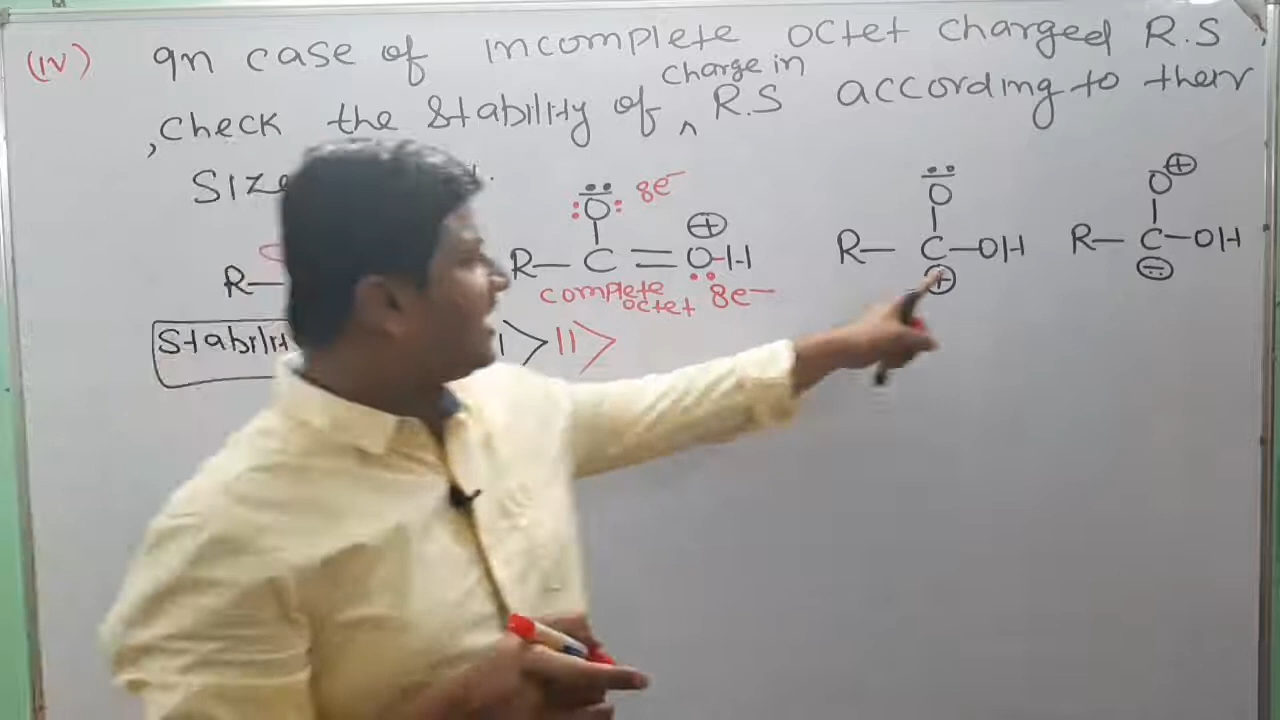 (IV) In case of incomplete octet charged R.S,
, check the stability of ^ charge in R.S according to their
Size
R—
:Ö: 8e⁻
R—C=O-H ⊕
complete octet 8e⁻
O
R—C—OH
⊕
O⊕
R—C—OH
⊖
Stabilit I > II >